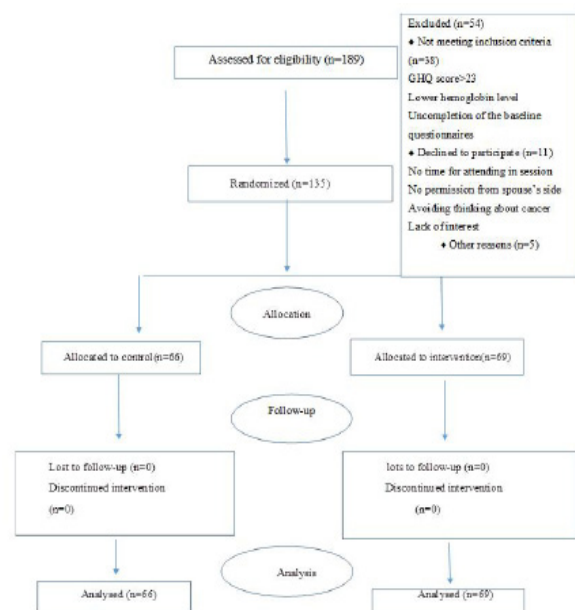 Assessed for eligibility (n=189)
Excluded (n=54)
♦ Not meeting inclusion criteria
(n=38)
GHQ score>23
Lower hemoglobin level
Uncompletion of the baseline
questionnaires
♦ Declined to participate (n=11)
No time for attending in session
No permission from spouse's side
Avoiding thinking about cancer
Lack of interest
♦ Other reasons (n=5)
Randomized (n=135)
Allocation
Allocated to control(n=66)
Allocated to intervention(n=69)
Follow-up
Lost to follow-up (n=0)
Discontinued intervention
(n=0)
lots to follow-up (n=0)
Discontinued intervention
(n=0)
Analysis
Analysed (n=66)
Analysed (n=69)